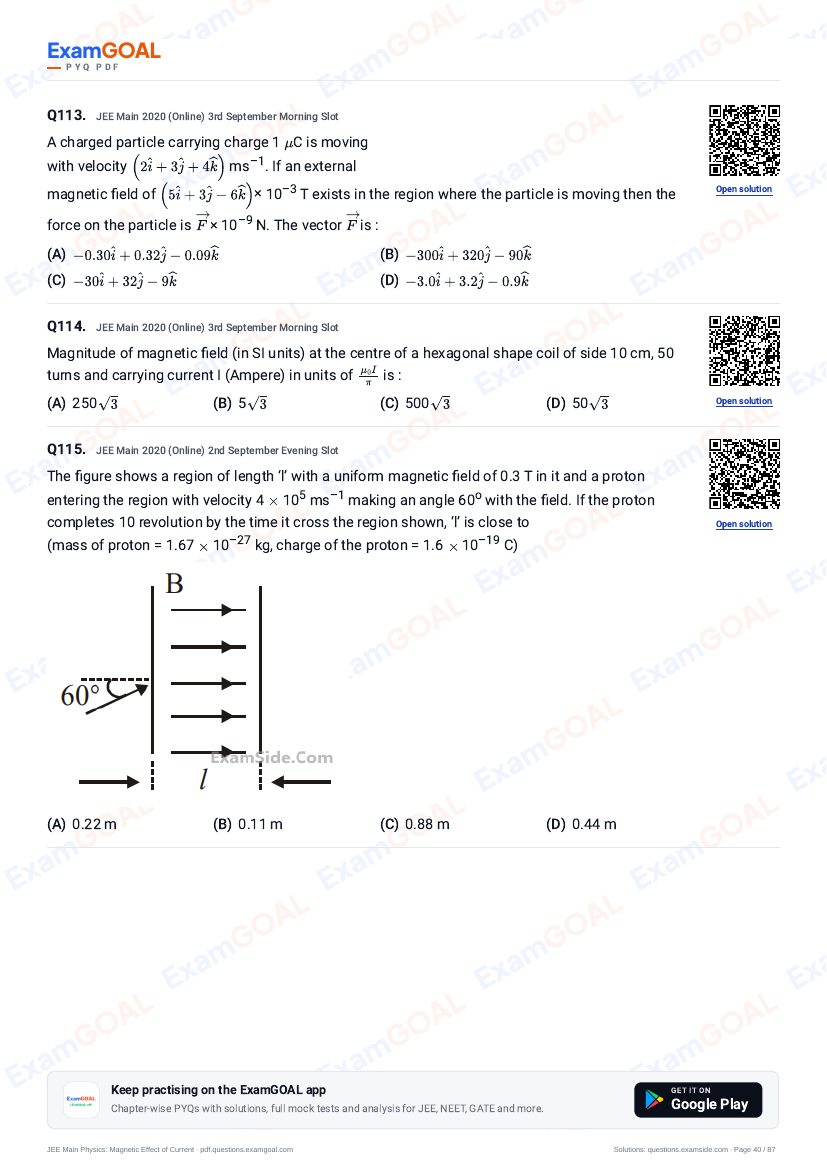 ExamGOAL
PYQ PDF
Q113. JEE Main 2020 (Online) 3rd September Morning Slot
A charged particle carrying charge 1 μC is moving
with velocity (2î + 3ĵ + 4k̂) ms⁻¹. If an external
magnetic field of (5î + 3ĵ − 6k̂)× 10⁻³ T exists in the region where the particle is moving then the
force on the particle is F⃗ × 10⁻⁹ N. The vector F⃗ is :
(A) −0.30î + 0.32ĵ − 0.09k̂ (B) −300î + 320ĵ − 90k̂
(C) −30î + 32ĵ − 9k̂ (D) −3.0î + 3.2ĵ − 0.9k̂
Open solution
Q114. JEE Main 2020 (Online) 3rd September Morning Slot
Magnitude of magnetic field (in SI units) at the centre of a hexagonal shape coil of side 10 cm, 50
turns and carrying current I (Ampere) in units of μ₀I/π is :
(A) 250√3 (B) 5√3 (C) 500√3 (D) 50√3
Open solution
Q115. JEE Main 2020 (Online) 2nd September Evening Slot
The figure shows a region of length ‘l’ with a uniform magnetic field of 0.3 T in it and a proton
entering the region with velocity 4 × 10⁵ ms⁻¹ making an angle 60° with the field. If the proton
completes 10 revolution by the time it cross the region shown, ‘l’ is close to
(mass of proton = 1.67 × 10⁻²⁷ kg, charge of the proton = 1.6 × 10⁻¹⁹ C)
Open solution
B
60°
ExamSide.Com
l
(A) 0.22 m (B) 0.11 m (C) 0.88 m (D) 0.44 m
ExamGOAL
Keep practising on the ExamGOAL app
Chapter-wise PYQs with solutions, full mock tests and analysis for JEE, NEET, GATE and more.
GET IT ON
Google Play
JEE Main Physics: Magnetic Effect of Current · pdf.questions.examgoal.com
Solutions: questions.examside.com · Page 40 / 87